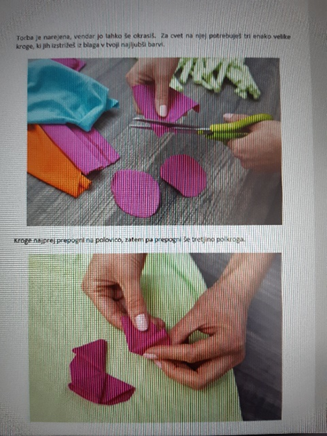 Torba je narejena, vendar jo lahko še okrasiš. Za cvet na njej potrebuješ tri enako velike
kroge, ki jih izstrižeš iz blaga v tvoji najljubši barvi.
Kroge najprej prepogni na polovico, zatem pa prepogni še tretjino polkroga.